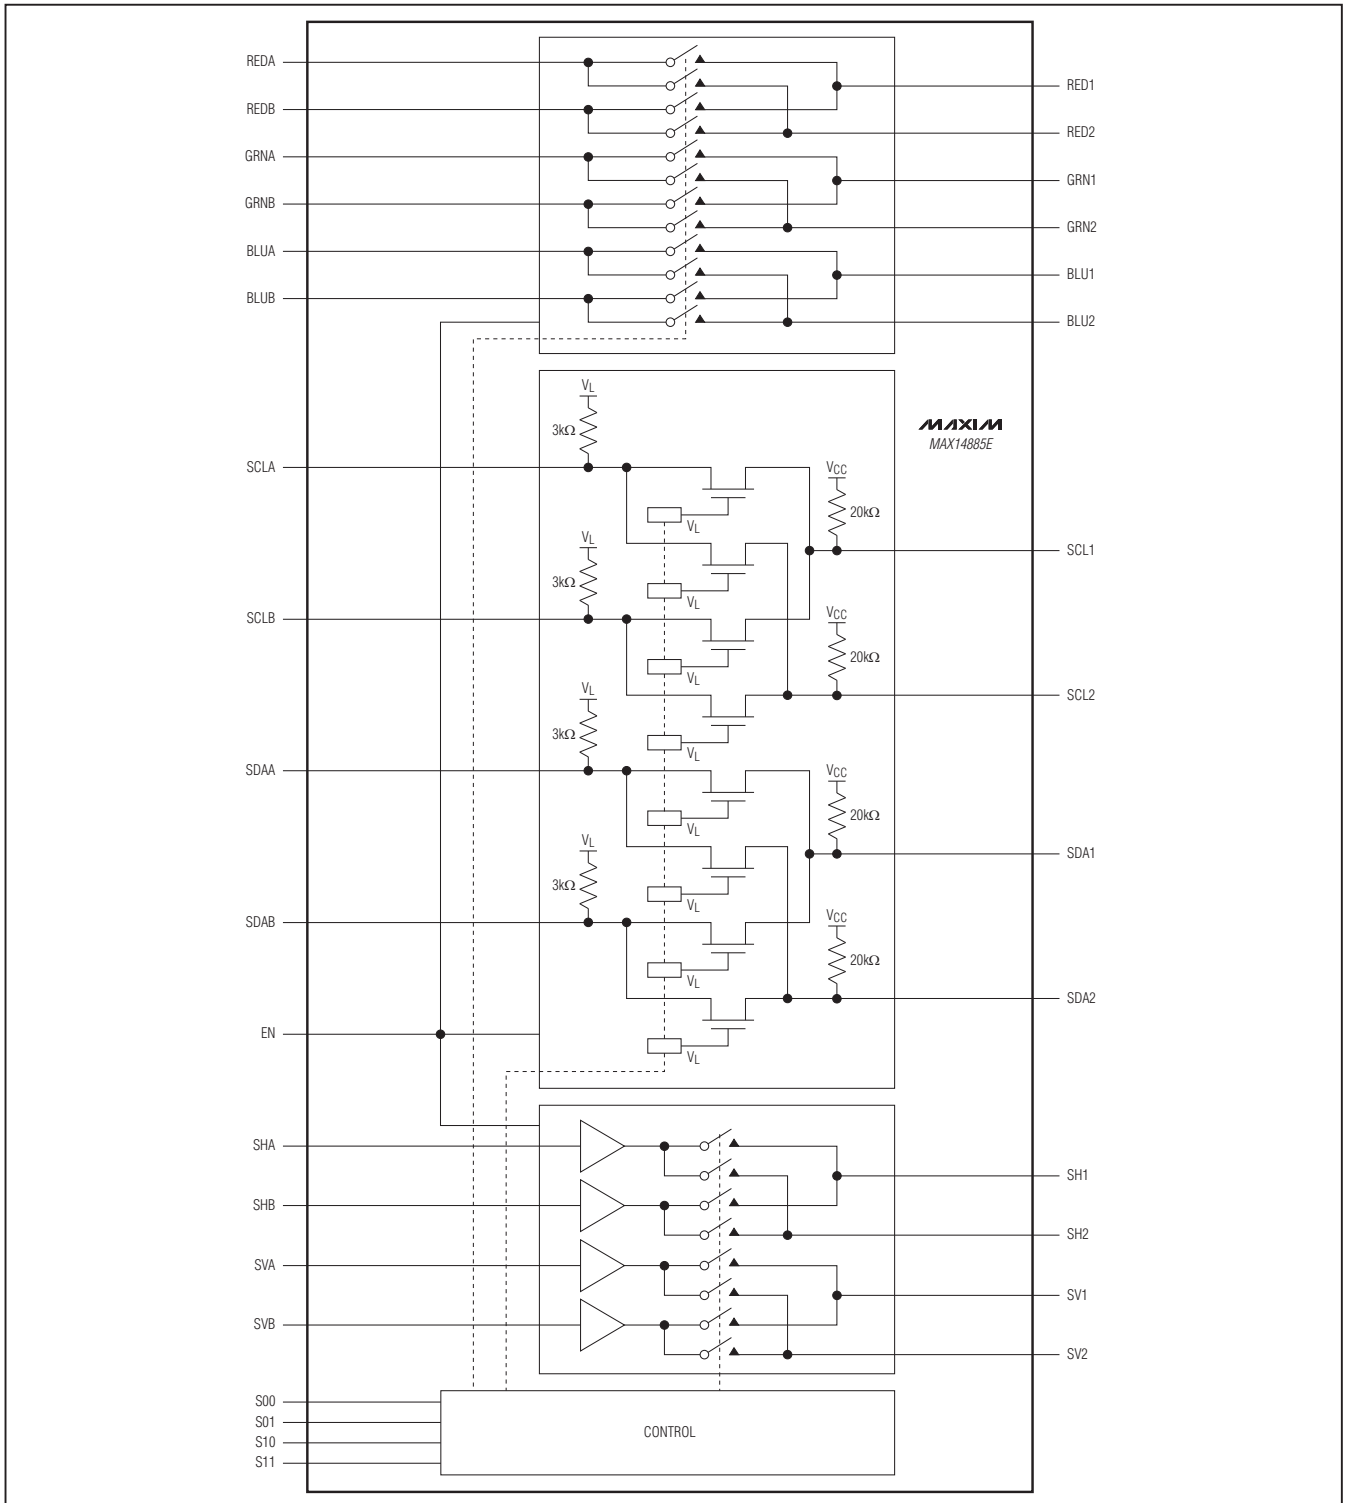 REDA
RED1
REDB
RED2
GRNA
GRN1
GRNB
GRN2
BLUA
BLU1
BLUB
BLU2
VL
3kΩ
MAXIM
MAX14885E
SCLA
VCC
20kΩ
VL
VL
3kΩ
SCL1
VL
SCLB
VCC
20kΩ
VL
VL
3kΩ
SCL2
VL
SDAA
VCC
20kΩ
VL
VL
3kΩ
SDA1
VL
SDAB
VCC
20kΩ
VL
SDA2
EN
VL
SHA
SH1
SHB
SH2
SVA
SV1
SVB
SV2
S00
S01
S10
S11
CONTROL